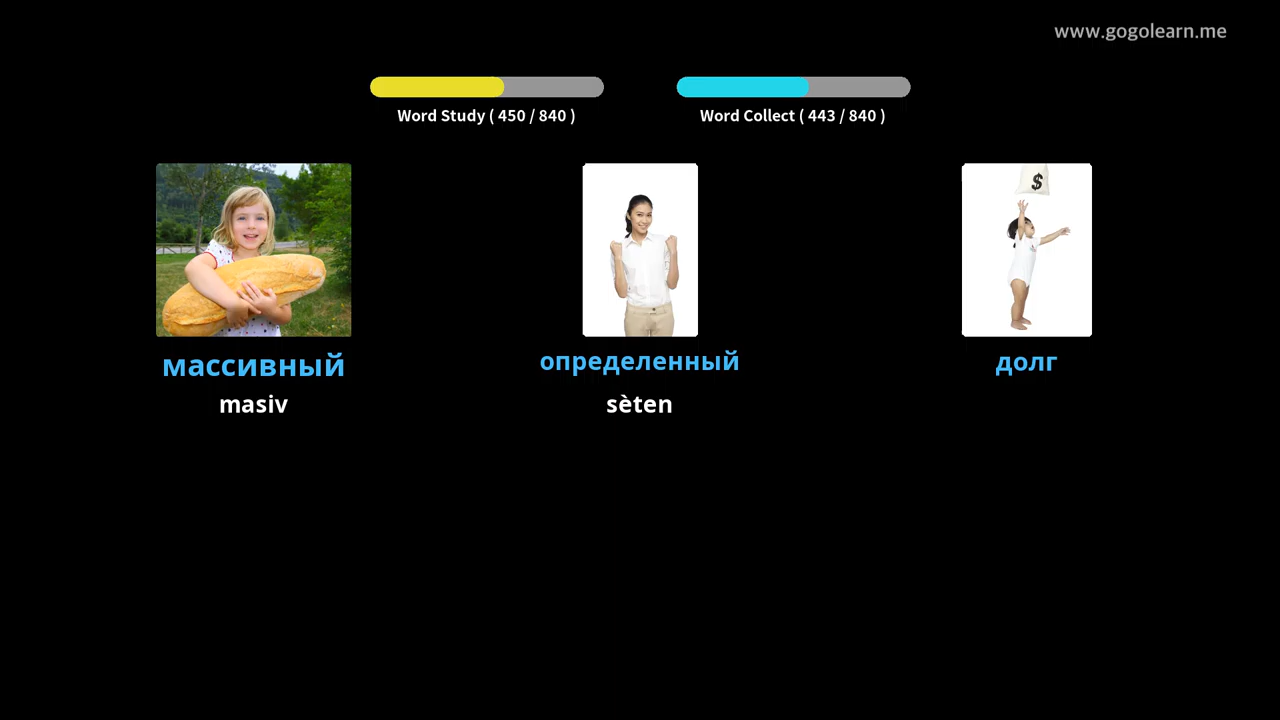 www.gogolearn.me
Word Study ( 450 / 840 )
Word Collect ( 443 / 840 )
$
массивный
определенный
долг
masiv
sèten